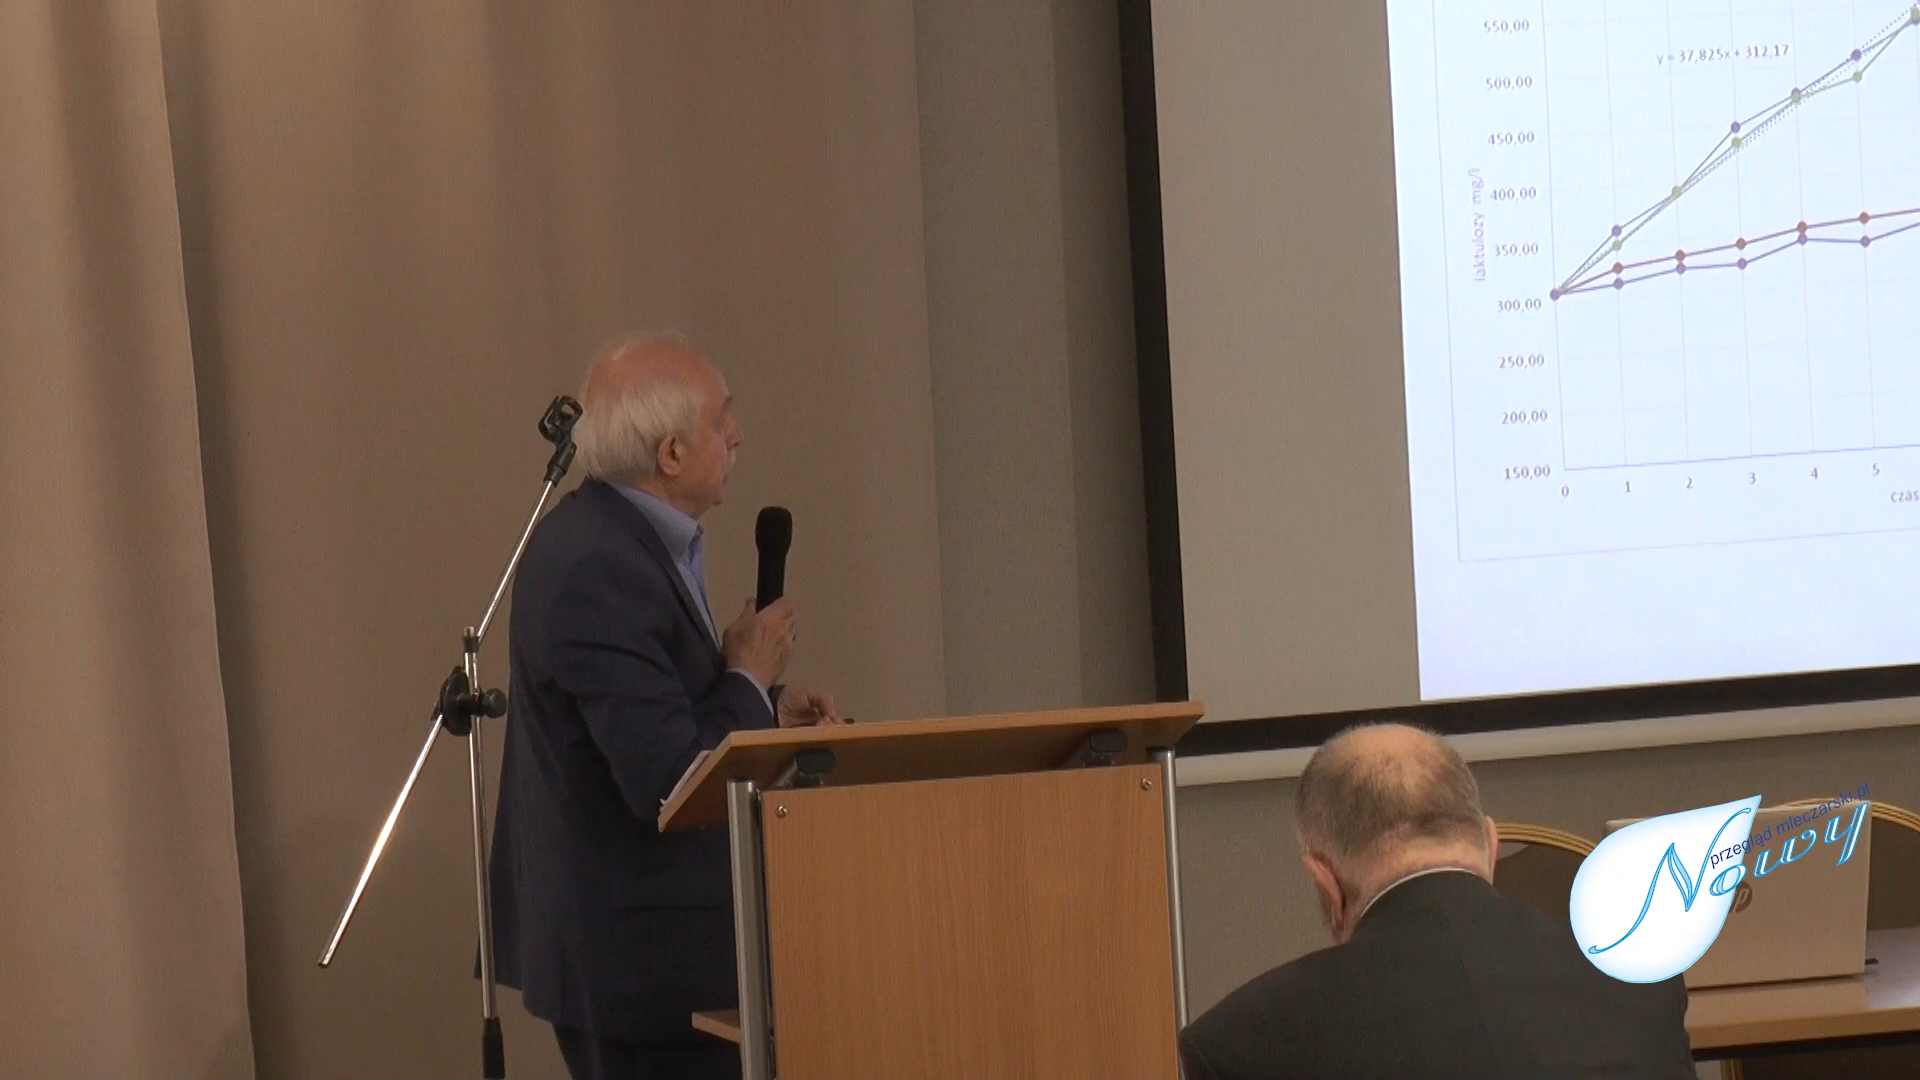 550,00
y = 37,825x + 312,17
500,00
450,00
400,00
350,00
300,00
250,00
200,00
150,00
laktulozy mg/l
0 1 2 3 4 5
czas
przegląd mleczarski.pl
Nowy
hp